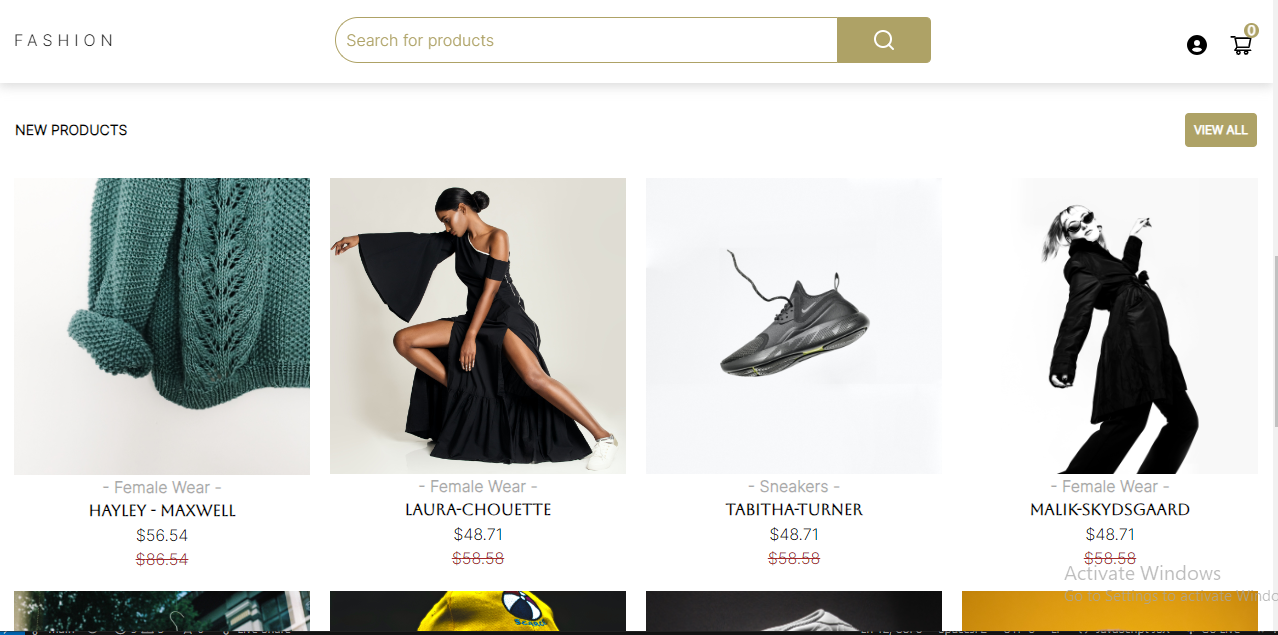 FASHION
Search for products
0
NEW PRODUCTS
VIEW ALL
- Female Wear -
HAYLEY - MAXWELL
$56.54
$86.54
- Female Wear -
LAURA-CHOUETTE
$48.71
$58.58
- Sneakers -
TABITHA-TURNER
$48.71
$58.58
- Female Wear -
MALIK-SKYDSGAARD
$48.71
$58.58
Activate Windows
Go to Settings to activate Windo